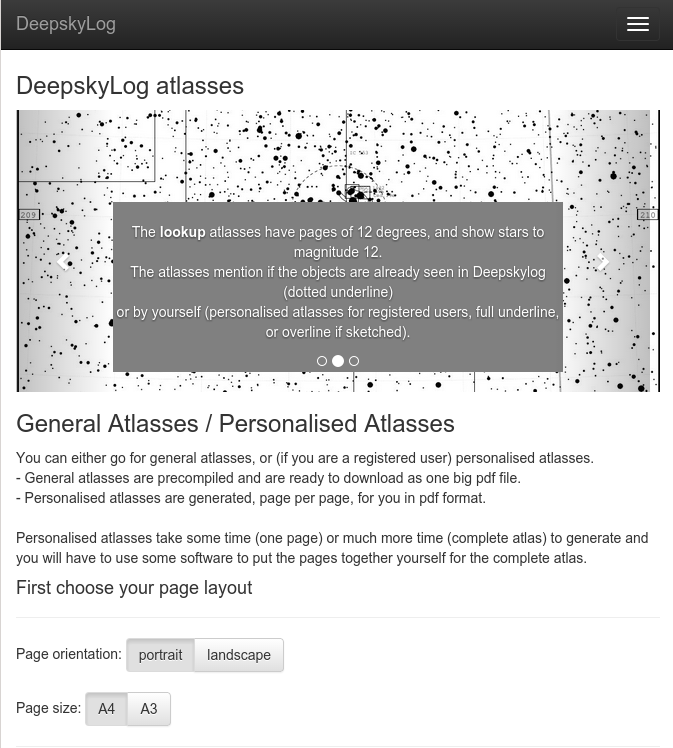 DeepskyLog
DeepskyLog atlasses
209
210
The lookup atlasses have pages of 12 degrees, and show stars to
magnitude 12.
The atlasses mention if the objects are already seen in Deepskylog
(dotted underline)
or by yourself (personalised atlasses for registered users, full underline,
or overline if sketched).
General Atlasses / Personalised Atlasses
You can either go for general atlasses, or (if you are a registered user) personalised atlasses.
- General atlasses are precompiled and are ready to download as one big pdf file.
- Personalised atlasses are generated, page per page, for you in pdf format.
Personalised atlasses take some time (one page) or much more time (complete atlas) to generate and
you will have to use some software to put the pages together yourself for the complete atlas.
First choose your page layout
Page orientation: portrait landscape
Page size: A4 A3